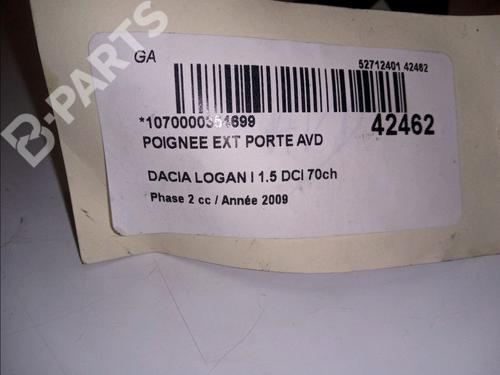 B-PARTS
GA
52712401 42462
*1070000054699
42462
POIGNEE EXT PORTE AVD
DACIA LOGAN I 1.5 DCI 70ch
Phase 2 cc / Année 2009